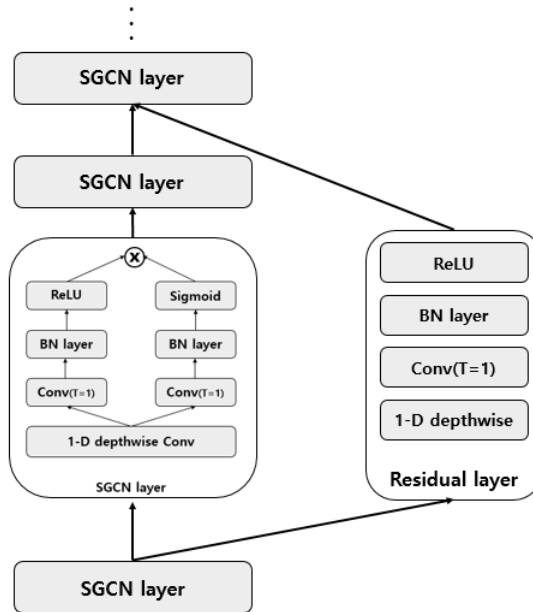 SGCN layer
SGCN layer
X
ReLU
Sigmoid
BN layer
BN layer
Conv(T=1)
Conv(T=1)
1-D depthwise Conv
SGCN layer
ReLU
BN layer
Conv(T=1)
1-D depthwise
Residual layer
SGCN layer